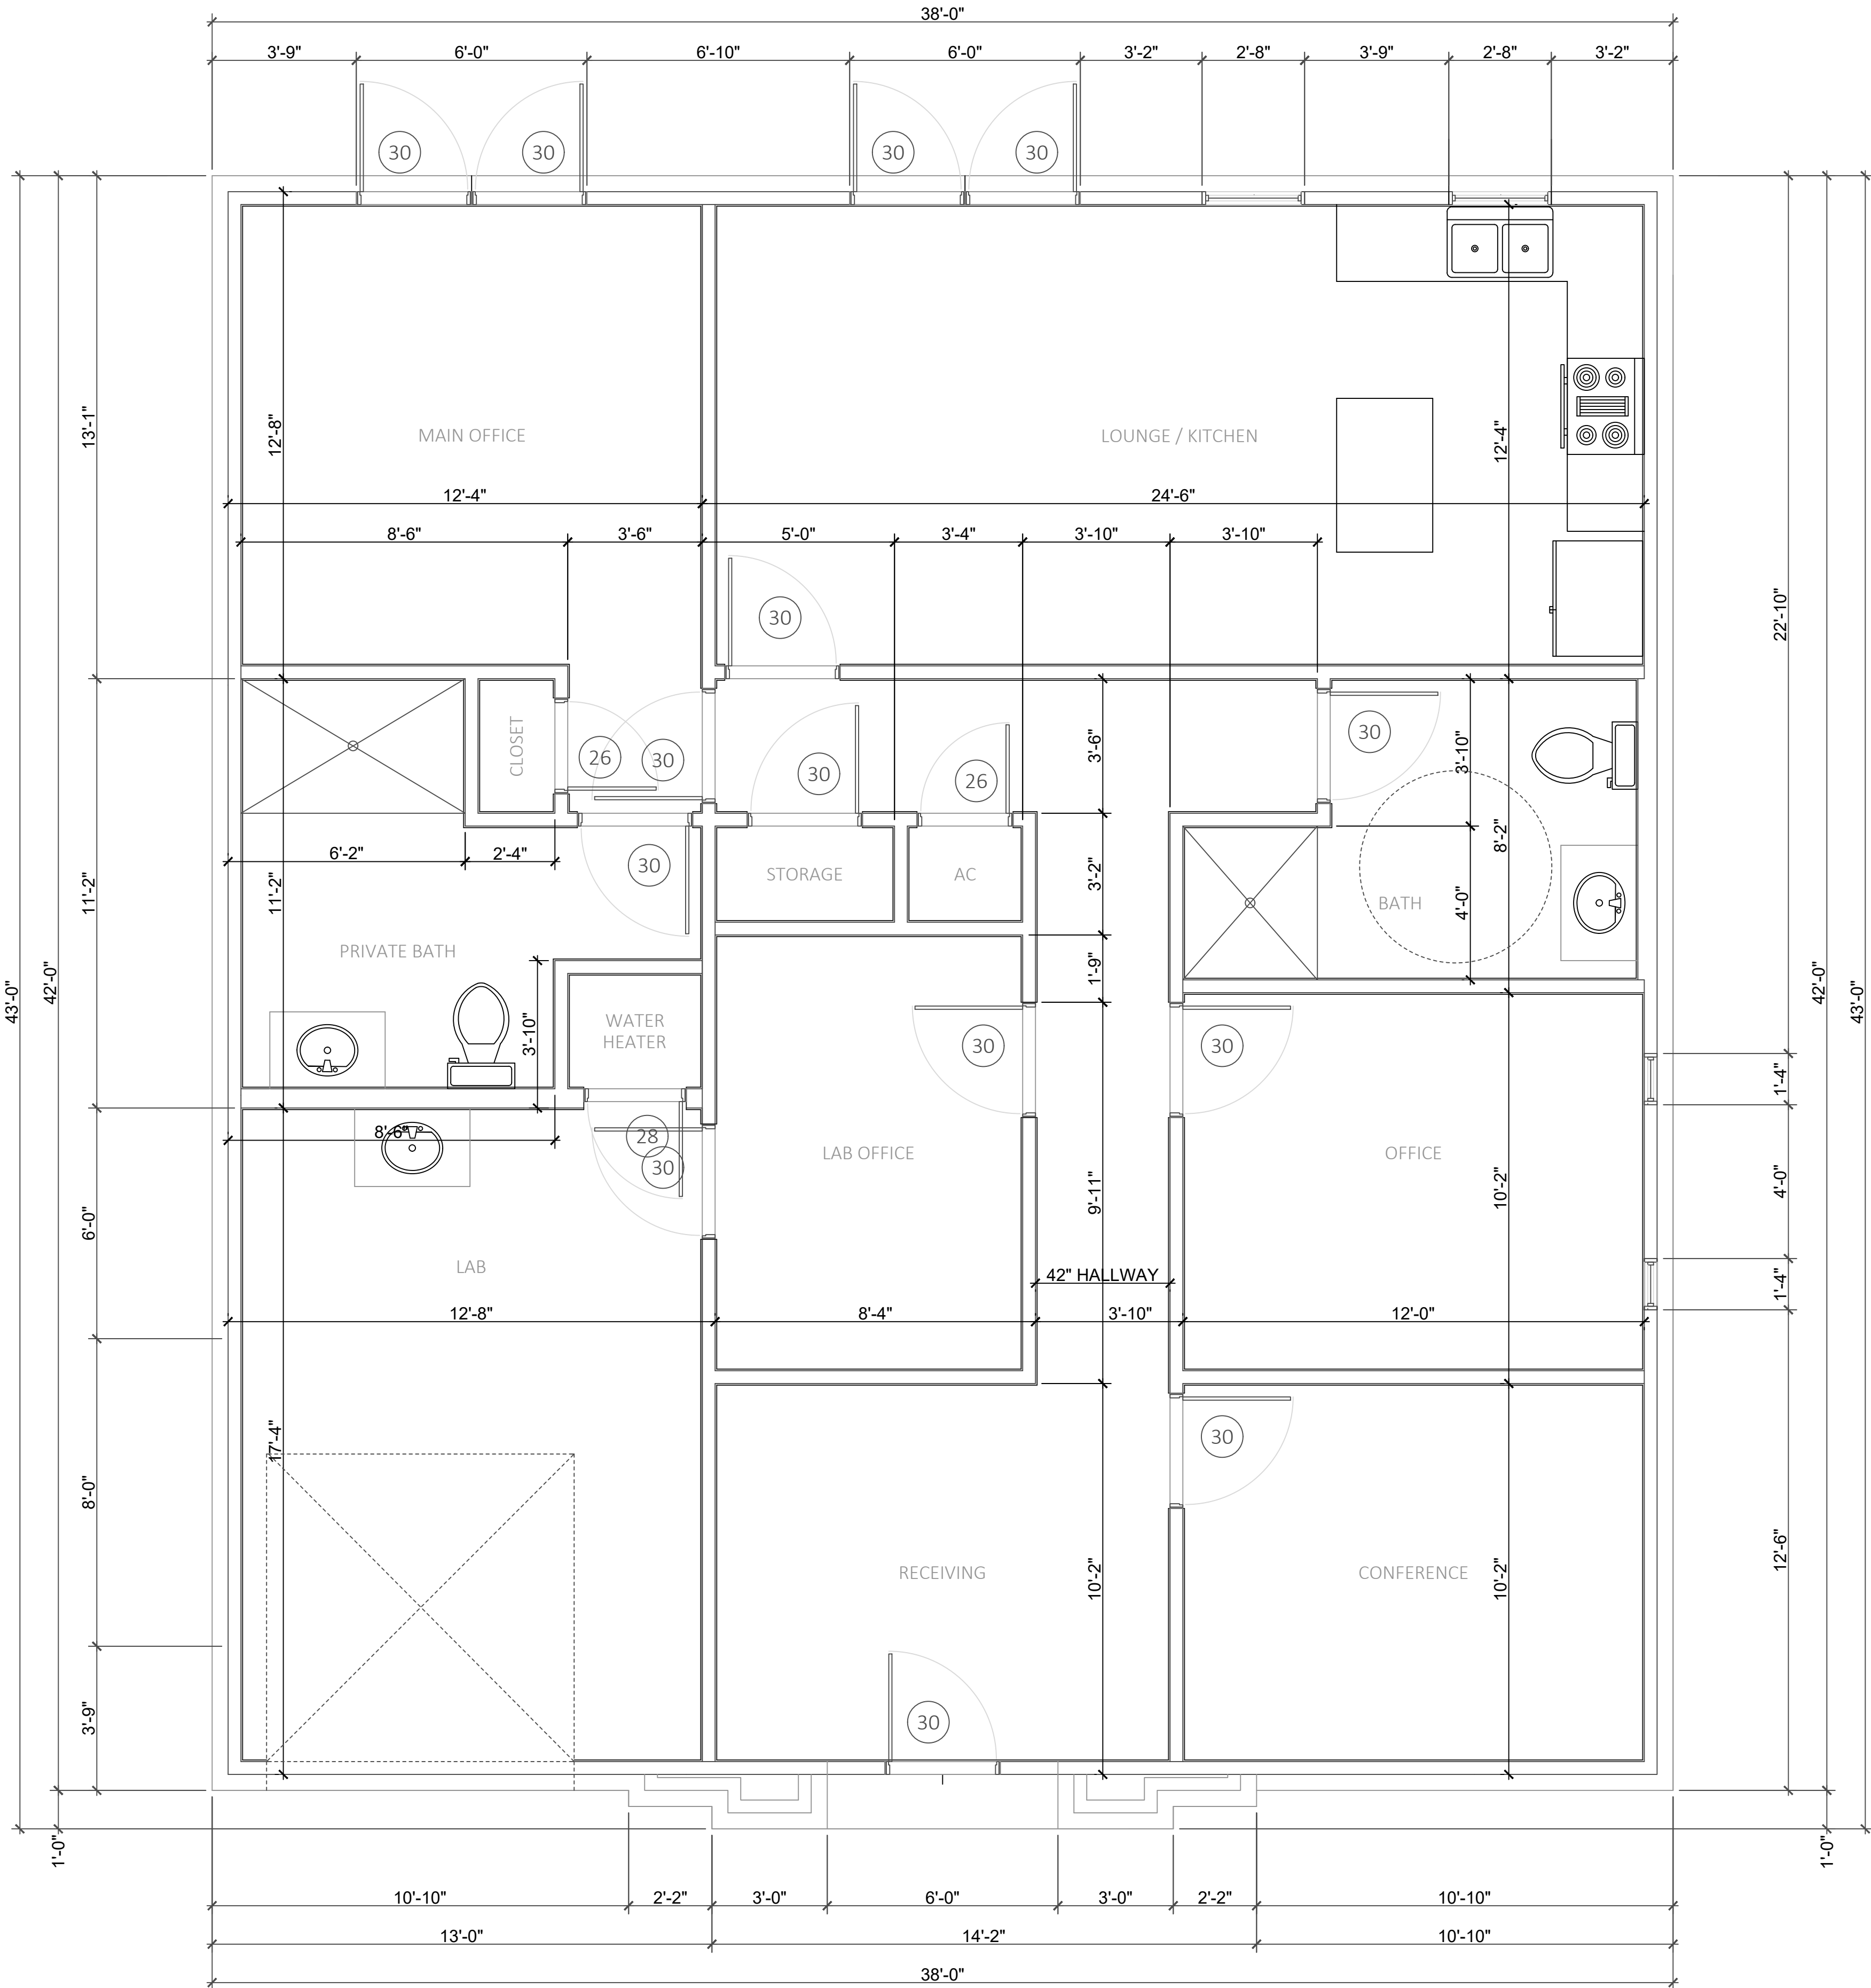 38'-0"
3'-9" 6'-0" 6'-10" 6'-0" 3'-2" 2'-8" 3'-9" 2'-8" 3'-2"
30 30 30 30
13'-1"
12'-8"
MAIN OFFICE
LOUNGE / KITCHEN
12'-4"
12'-4" 24'-6"
8'-6" 3'-6" 5'-0" 3'-4" 3'-10" 3'-10"
22'-10"
30
CLOSET
26 30 30 26
3'-6"
30
3'-10"
6'-2" 2'-4"
30
STORAGE
AC
3'-2"
8'-2"
11'-2"
11'-2"
BATH
4'-0"
PRIVATE BATH
1'-9"
43'-0"
42'-0"
42'-0"
43'-0"
3'-10"
WATER
HEATER
30 30
1'-4"
8'-6"
28
30
LAB OFFICE
OFFICE
9'-11"
10'-2"
4'-0"
6'-0"
LAB
42" HALLWAY
1'-4"
12'-8" 8'-4" 3'-10" 12'-0"
17'-4"
30
8'-0"
12'-6"
RECEIVING
10'-2"
CONFERENCE
10'-2"
3'-9"
30
1'-0"
1'-0"
10'-10" 2'-2" 3'-0" 6'-0" 3'-0" 2'-2" 10'-10"
13'-0" 14'-2" 10'-10"
38'-0"